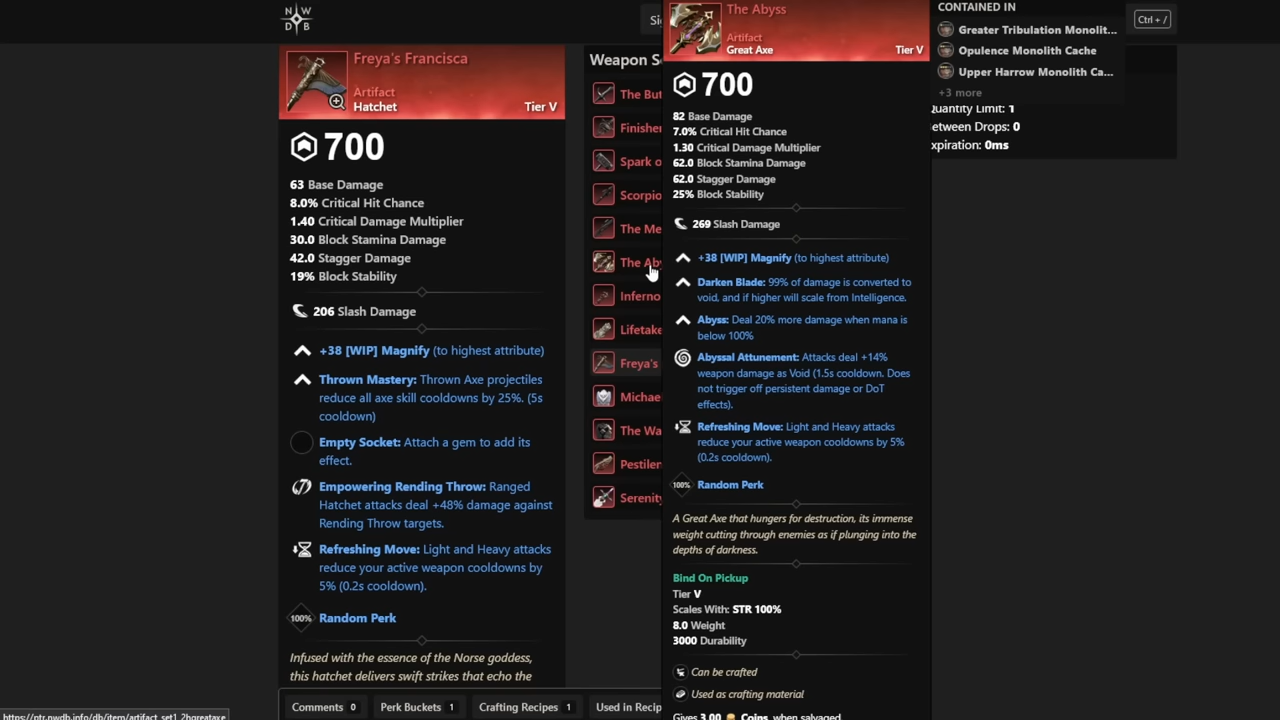 NW
DB
Si
Ctrl + /
Freya's Francisca
Artifact
Hatchet
Tier V
700
63 Base Damage
8.0% Critical Hit Chance
1.40 Critical Damage Multiplier
30.0 Block Stamina Damage
42.0 Stagger Damage
19% Block Stability
206 Slash Damage
+38 [WIP] Magnify (to highest attribute)
Thrown Mastery: Thrown Axe projectiles
reduce all axe skill cooldowns by 25%. (5s
cooldown)
Empty Socket: Attach a gem to add its
effect.
Empowering Rending Throw: Ranged
Hatchet attacks deal +48% damage against
Rending Throw targets.
Refreshing Move: Light and Heavy attacks
reduce your active weapon cooldowns by
5% (0.2s cooldown).
100% Random Perk
Infused with the essence of the Norse goddess,
this hatchet delivers swift strikes that echo the
Comments 0
Perk Buckets 1
Crafting Recipes 1
Used in Recip
Weapon S
The But
Finisher
Spark o
Scorpio
The Me
The Aby
Inferno
Lifetake
Freya's
Michae
The Wa
Pestilen
Serenity
The Abyss
Artifact
Great Axe
Tier V
700
82 Base Damage
7.0% Critical Hit Chance
1.30 Critical Damage Multiplier
62.0 Block Stamina Damage
62.0 Stagger Damage
25% Block Stability
269 Slash Damage
+38 [WIP] Magnify (to highest attribute)
Darken Blade: 99% of damage is converted to
void, and if higher will scale from Intelligence.
Abyss: Deal 20% more damage when mana is
below 100%
Abyssal Attunement: Attacks deal +14%
weapon damage as Void (1.5s cooldown. Does
not trigger off persistent damage or DoT
effects).
Refreshing Move: Light and Heavy attacks
reduce your active weapon cooldowns by 5%
(0.2s cooldown).
100% Random Perk
A Great Axe that hungers for destruction, its immense
weight cutting through enemies as if plunging into the
depths of darkness.
Bind On Pickup
Tier V
Scales With: STR 100%
8.0 Weight
3000 Durability
Can be crafted
Used as crafting material
Gives 3.00 Coins, when salvaged
CONTAINED IN
Greater Tribulation Monolit...
Opulence Monolith Cache
Upper Harrow Monolith Ca...
+3 more
Quantity Limit: 1
etween Drops: 0
xpiration: 0ms
https://ptr.nwdb.info/db/item/artifact_set1_2hgreataxe